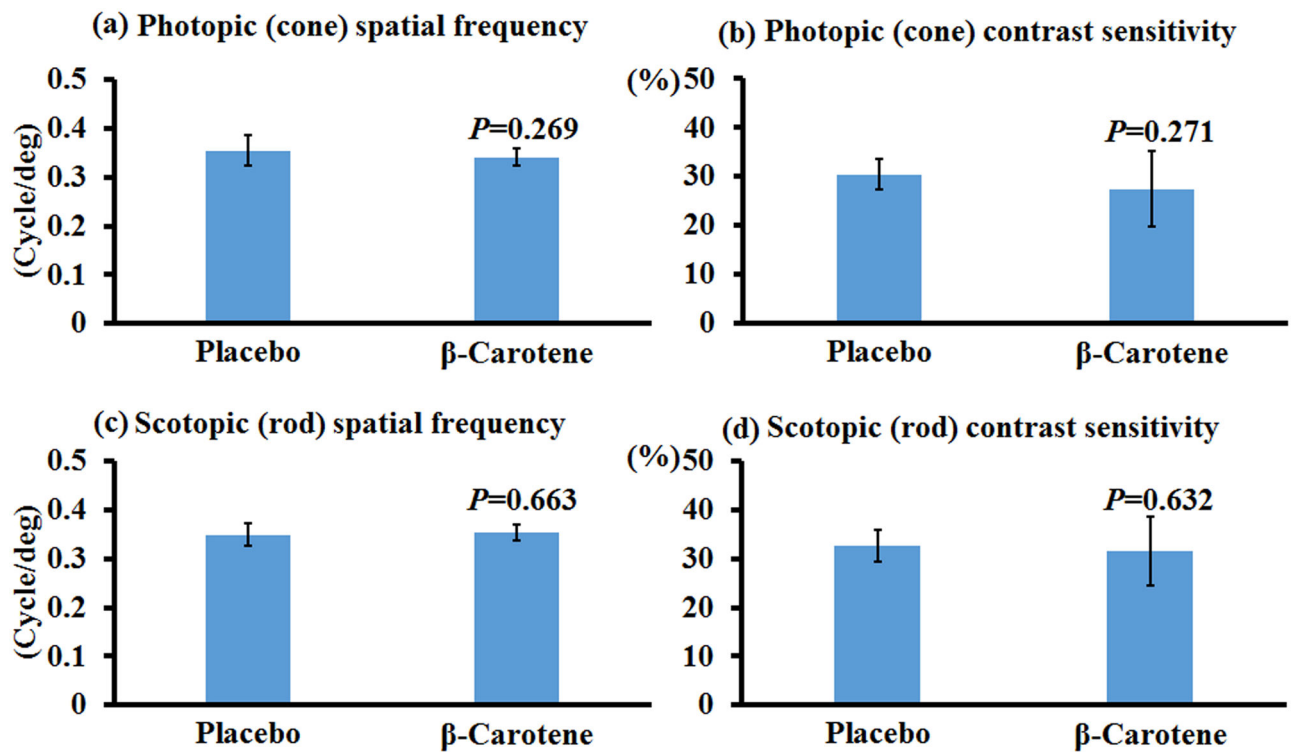 (a) Photopic (cone) spatial frequency
(Cycle/deg)
0.5
0.4
0.3
0.2
0.1
0
P=0.269
Placebo
β-Carotene
(b) Photopic (cone) contrast sensitivity
(%)
50
40
30
20
10
0
P=0.271
Placebo
β-Carotene
(c) Scotopic (rod) spatial frequency
(Cycle/deg)
0.5
0.4
0.3
0.2
0.1
0
P=0.663
Placebo
β-Carotene
(d) Scotopic (rod) contrast sensitivity
(%)
50
40
30
20
10
0
P=0.632
Placebo
β-Carotene